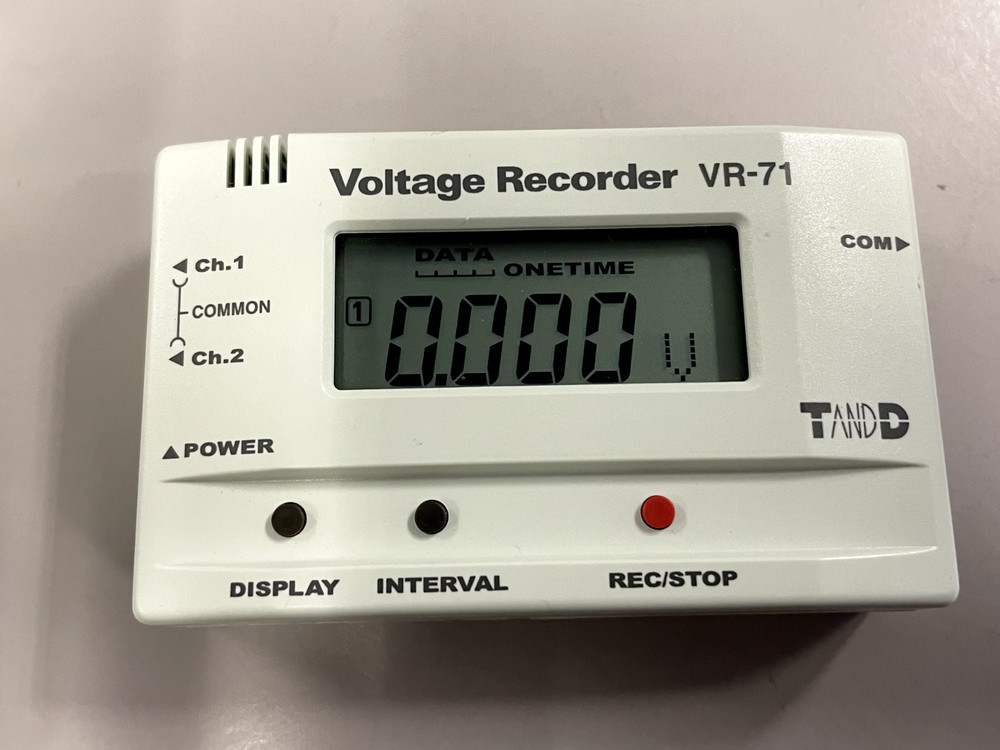 Voltage Recorder VR-71
◀ Ch.1
COMMON
◀ Ch.2
COM▶
DATA
ONETIME
1
0.000 V
TANDD
▲POWER
DISPLAY
INTERVAL
REC/STOP